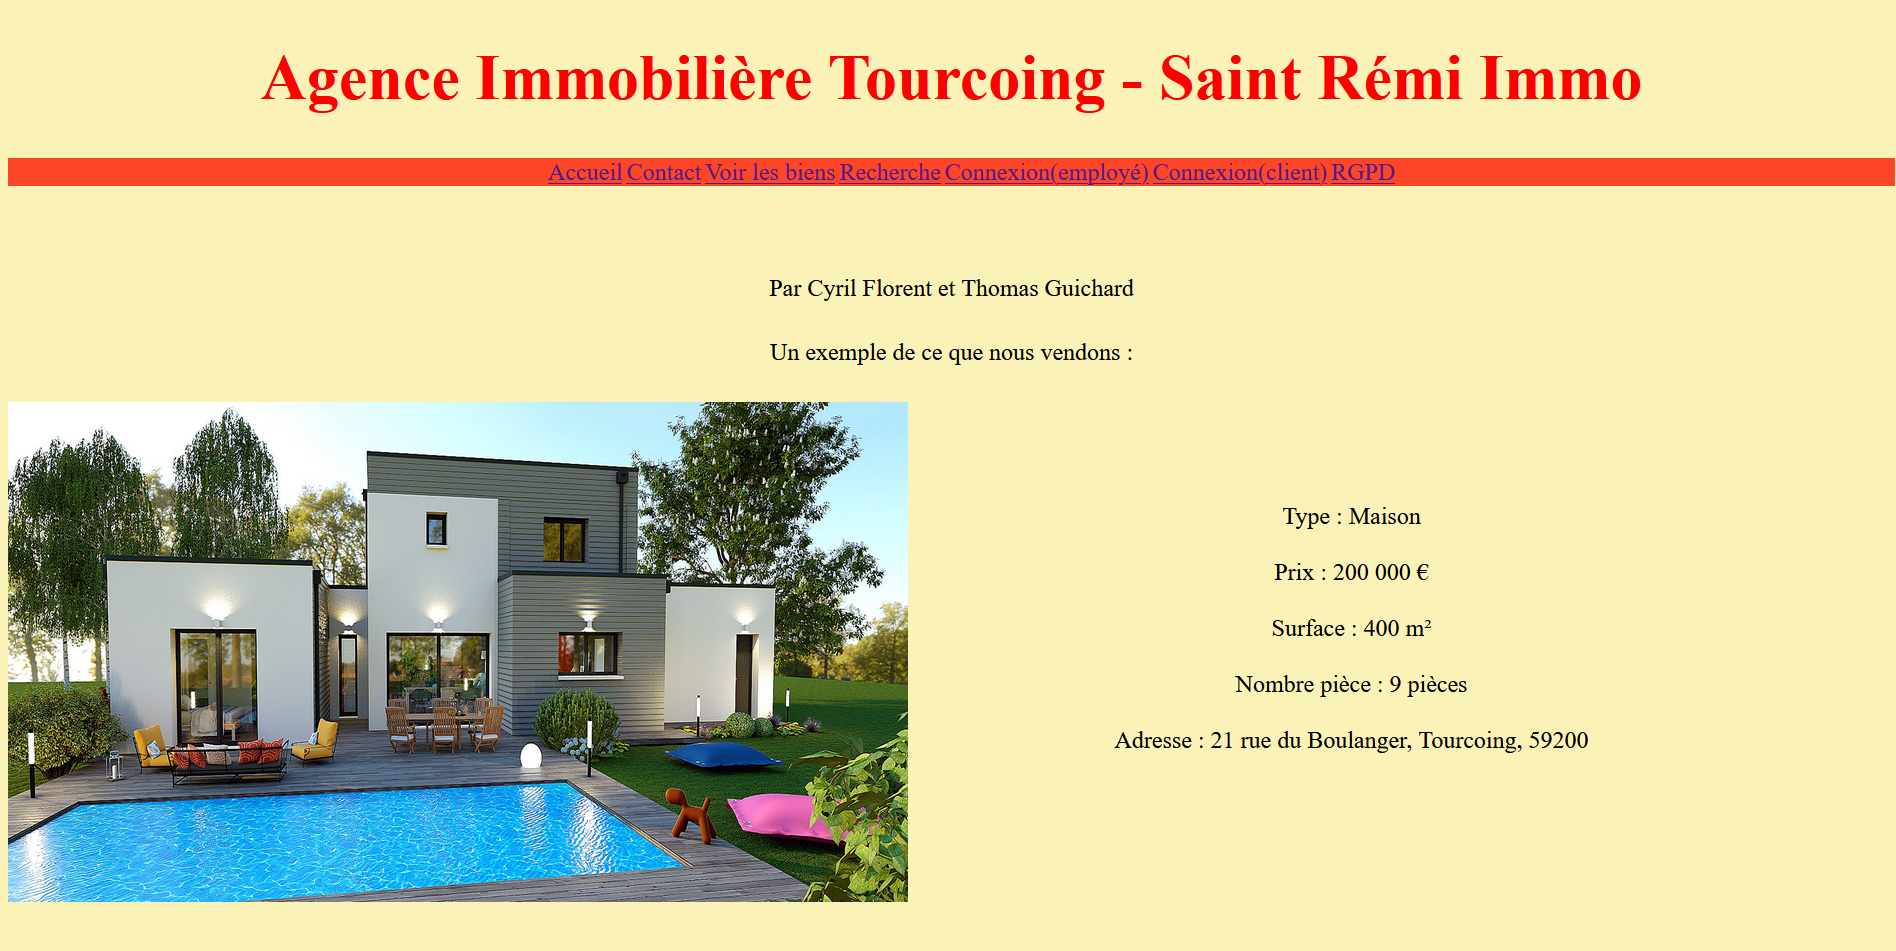 Agence Immobilière Tourcoing - Saint Rémi Immo
Accueil Contact Voir les biens Recherche Connexion(employé) Connexion(client) RGPD
Par Cyril Florent et Thomas Guichard
Un exemple de ce que nous vendons :
Type : Maison
Prix : 200 000 €
Surface : 400 m²
Nombre pièce : 9 pièces
Adresse : 21 rue du Boulanger, Tourcoing, 59200